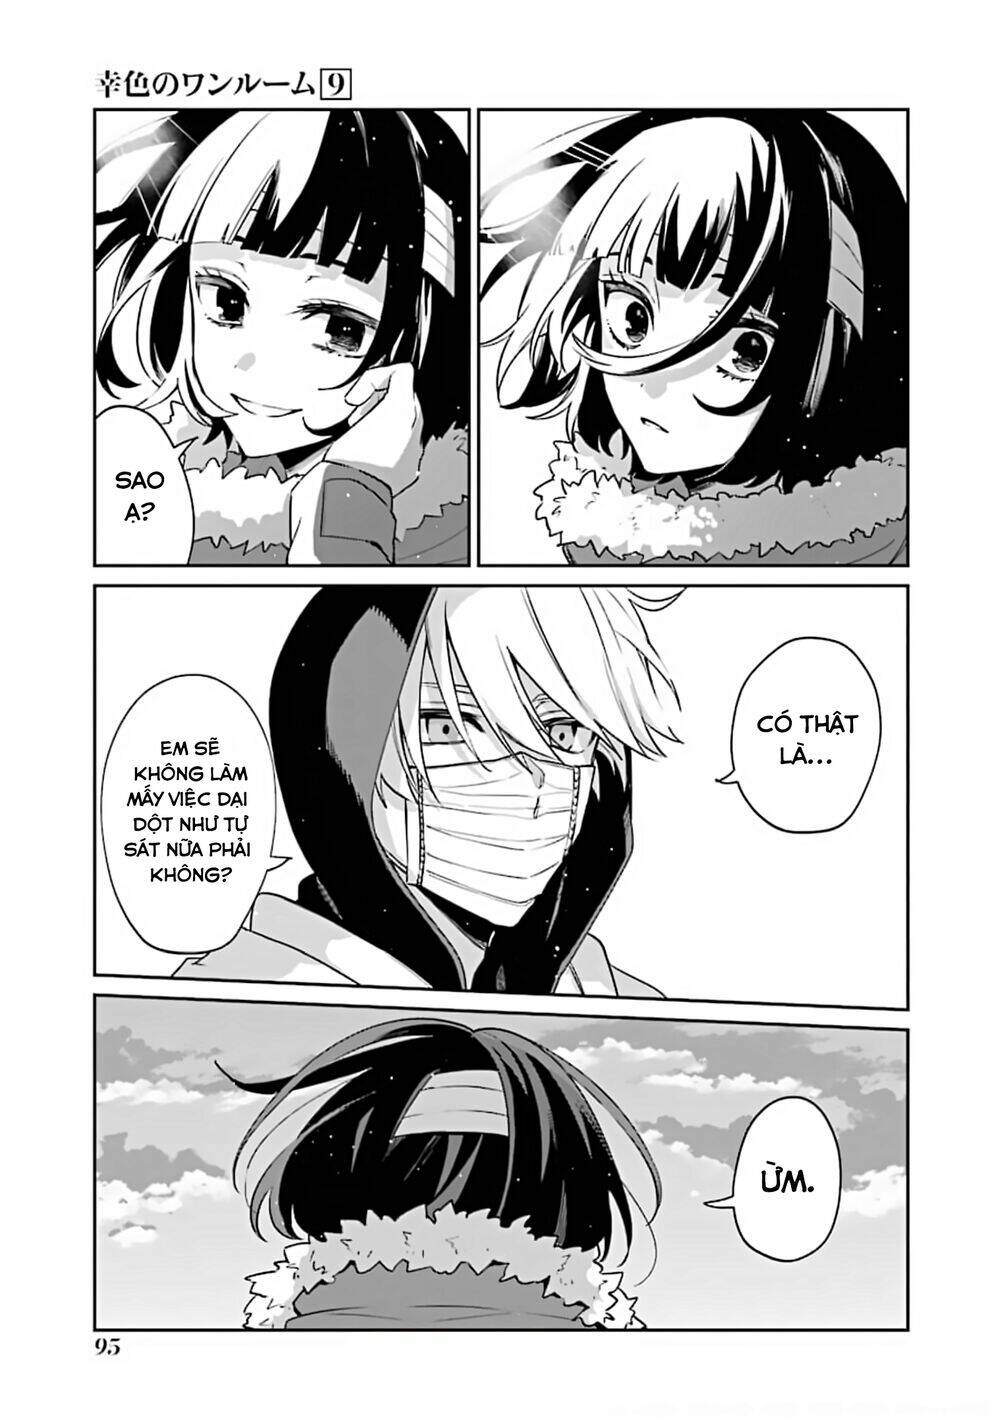 幸色のワンルーム 9
SAO
Ạ?
CÓ THẬT
LÀ...
EM SẼ
KHÔNG LÀM
MẤY VIỆC DẠI
DỘT NHƯ TỰ
SÁT NỮA PHẢI
KHÔNG?
ỪM.
95